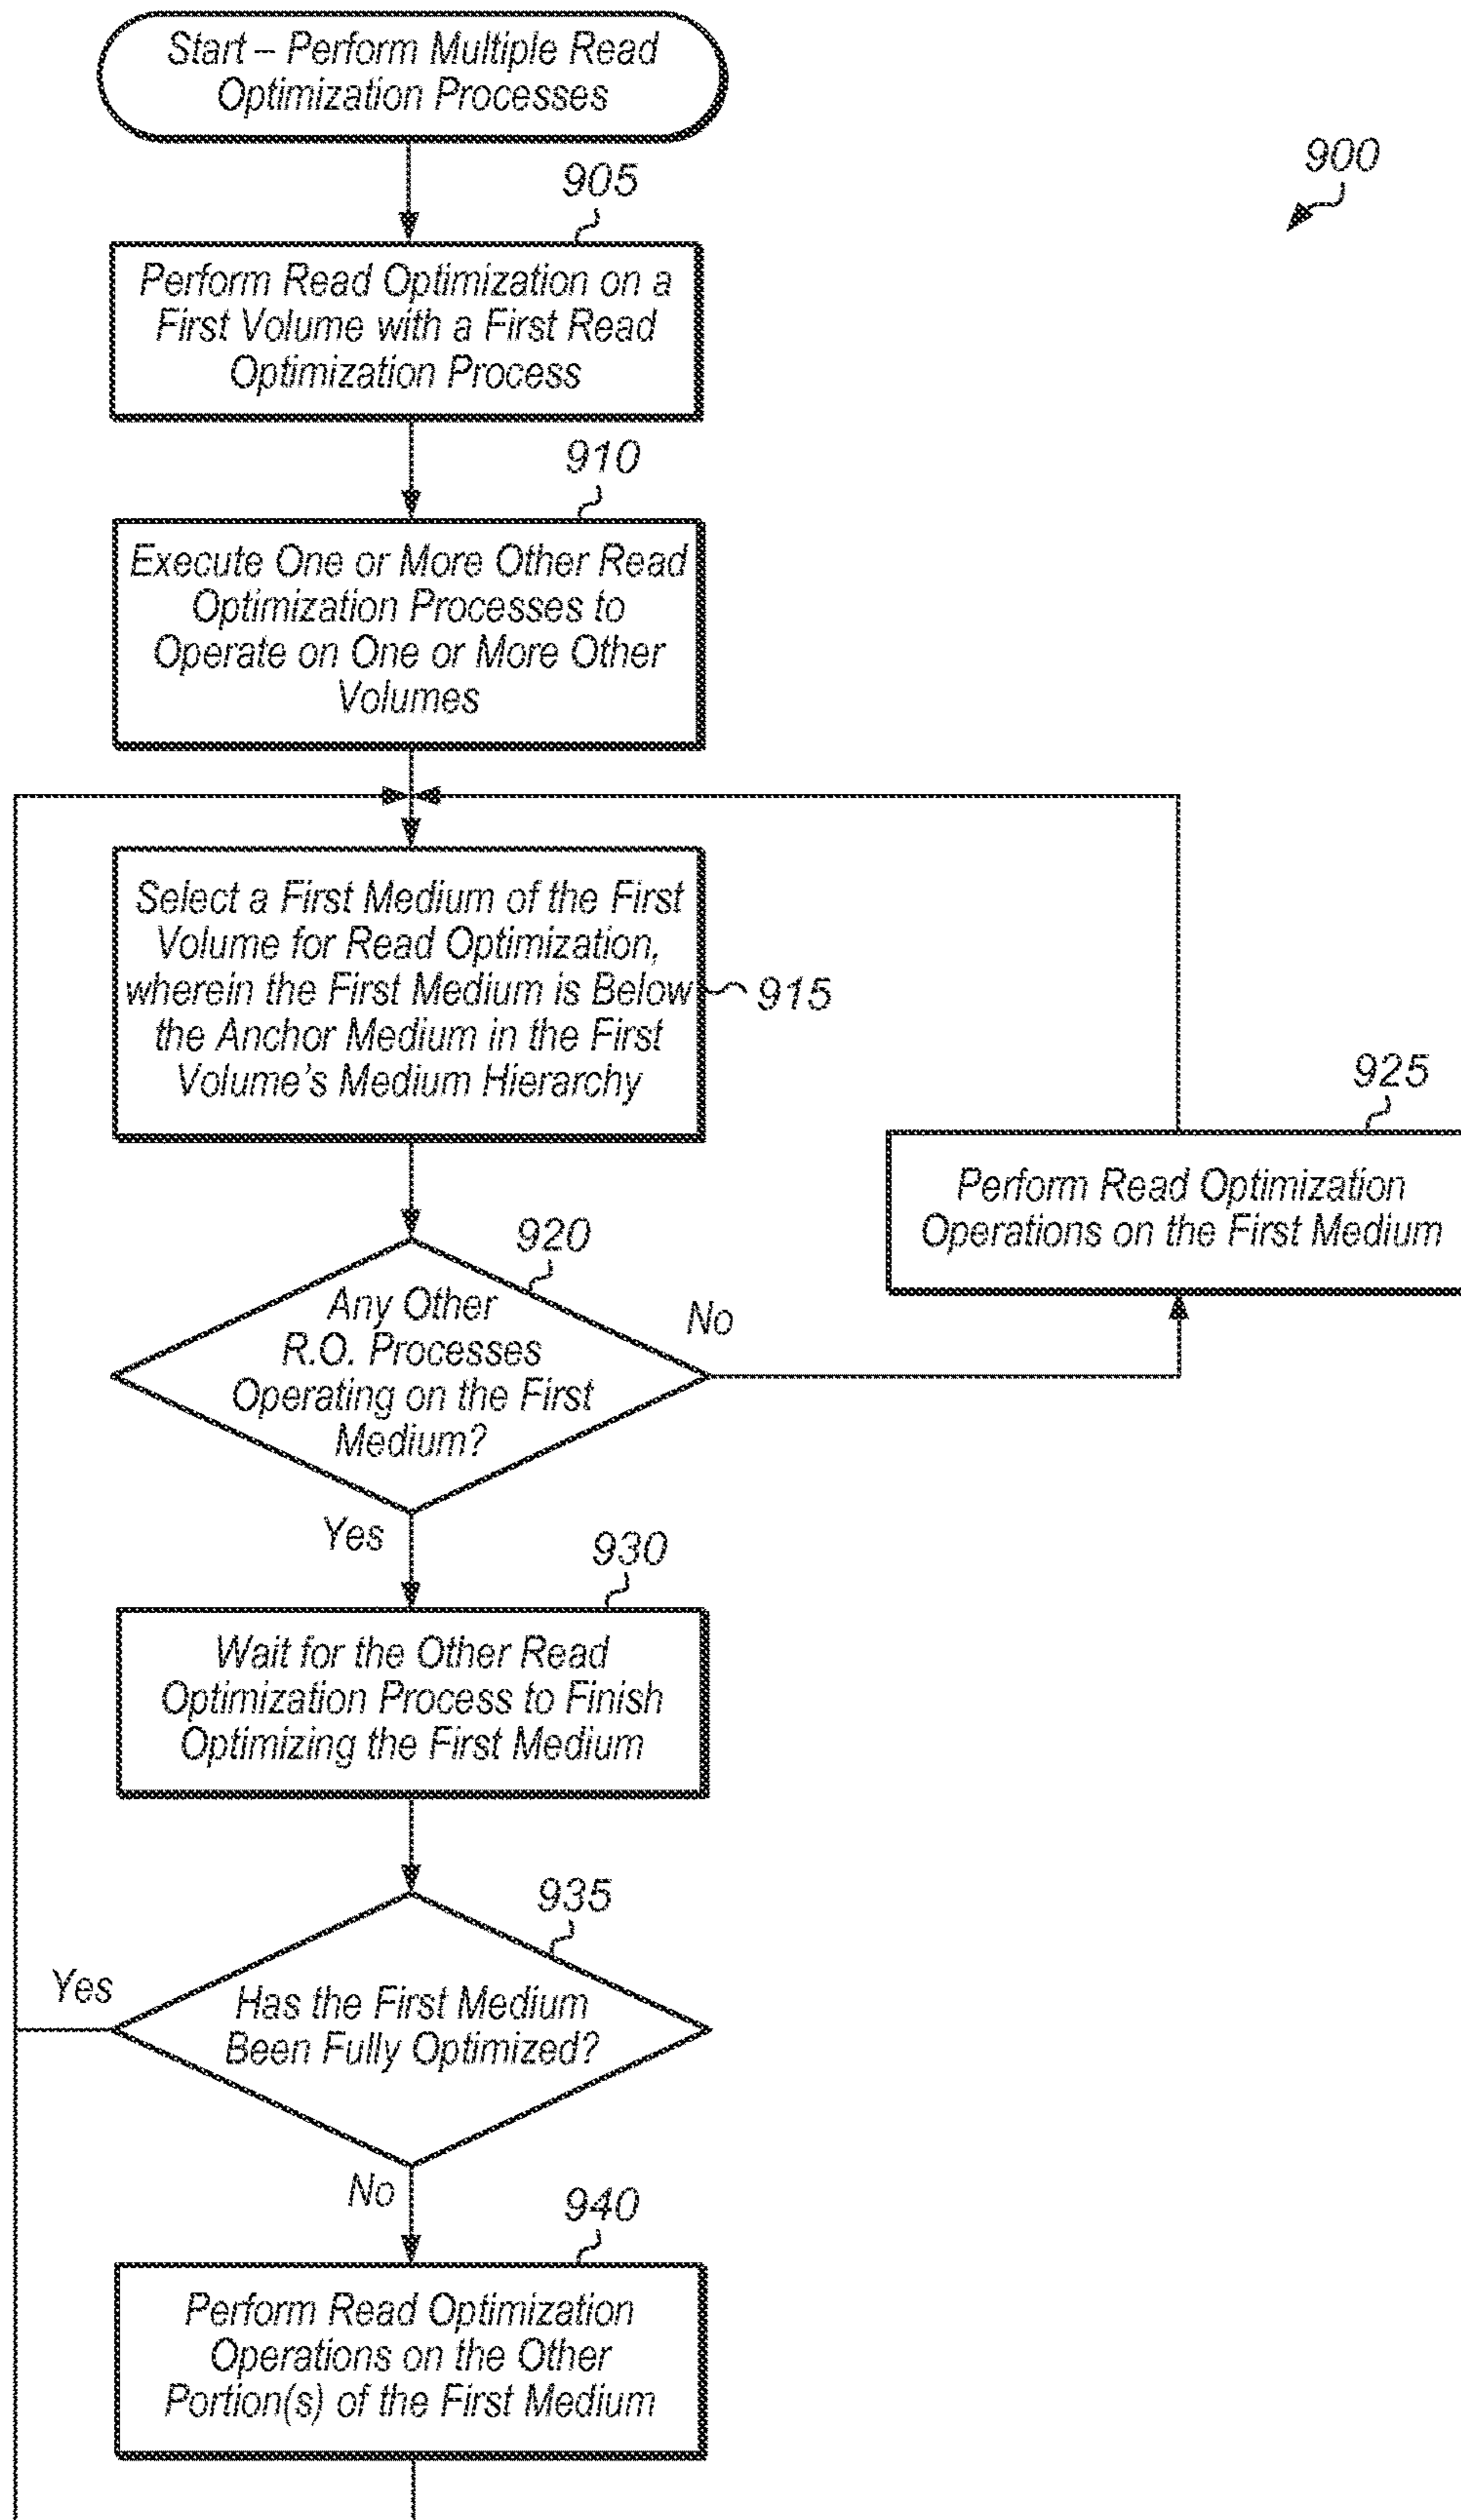 Start – Perform Multiple Read
Optimization Processes
900
905
Perform Read Optimization on a
First Volume with a First Read
Optimization Process
910
Execute One or More Other Read
Optimization Processes to
Operate on One or More Other
Volumes
Select a First Medium of the First
Volume for Read Optimization,
wherein the First Medium is Below
the Anchor Medium in the First
Volume's Medium Hierarchy
915
925
Perform Read Optimization
Operations on the First Medium
920
Any Other
R.O. Processes
Operating on the First
Medium?
No
Yes
930
Wait for the Other Read
Optimization Process to Finish
Optimizing the First Medium
935
Has the First Medium
Been Fully Optimized?
Yes
No
940
Perform Read Optimization
Operations on the Other
Portion(s) of the First Medium